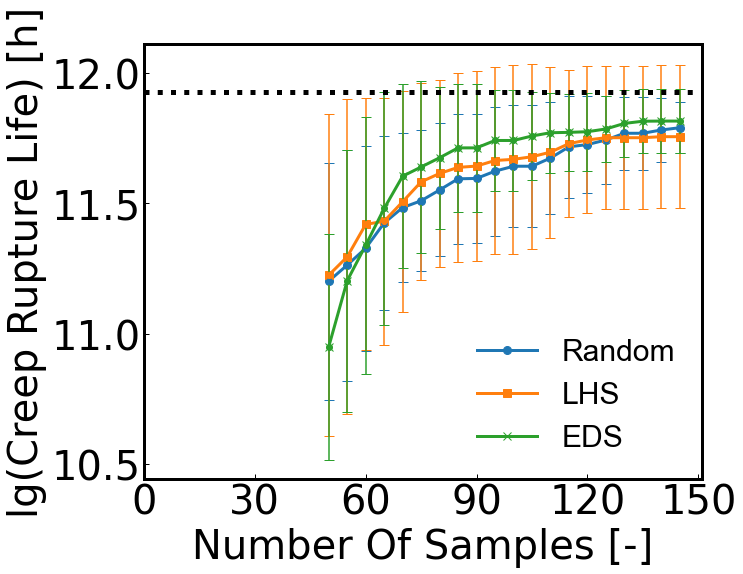 lg(Creep Rupture Life) [h]
12.0
11.5
11.0
10.5
Random
LHS
EDS
0 30 60 90 120 150
Number Of Samples [-]